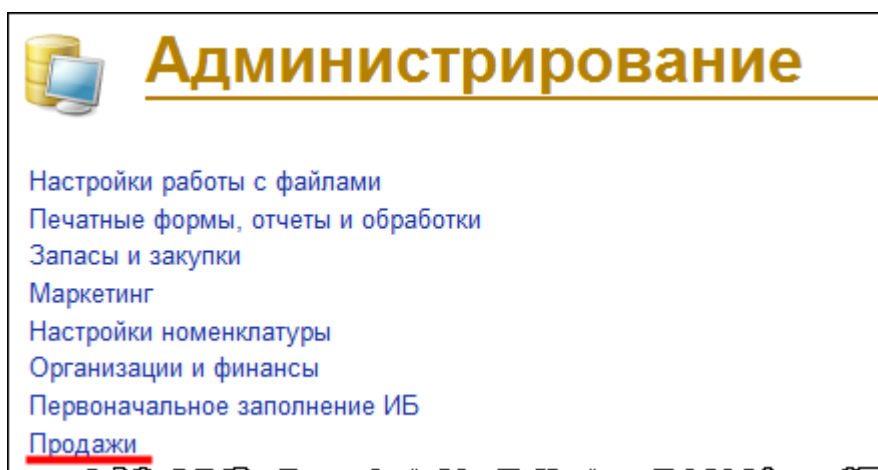 Администрирование
Настройки работы с файлами
Печатные формы, отчеты и обработки
Запасы и закупки
Маркетинг
Настройки номенклатуры
Организации и финансы
Первоначальное заполнение ИБ
Продажи